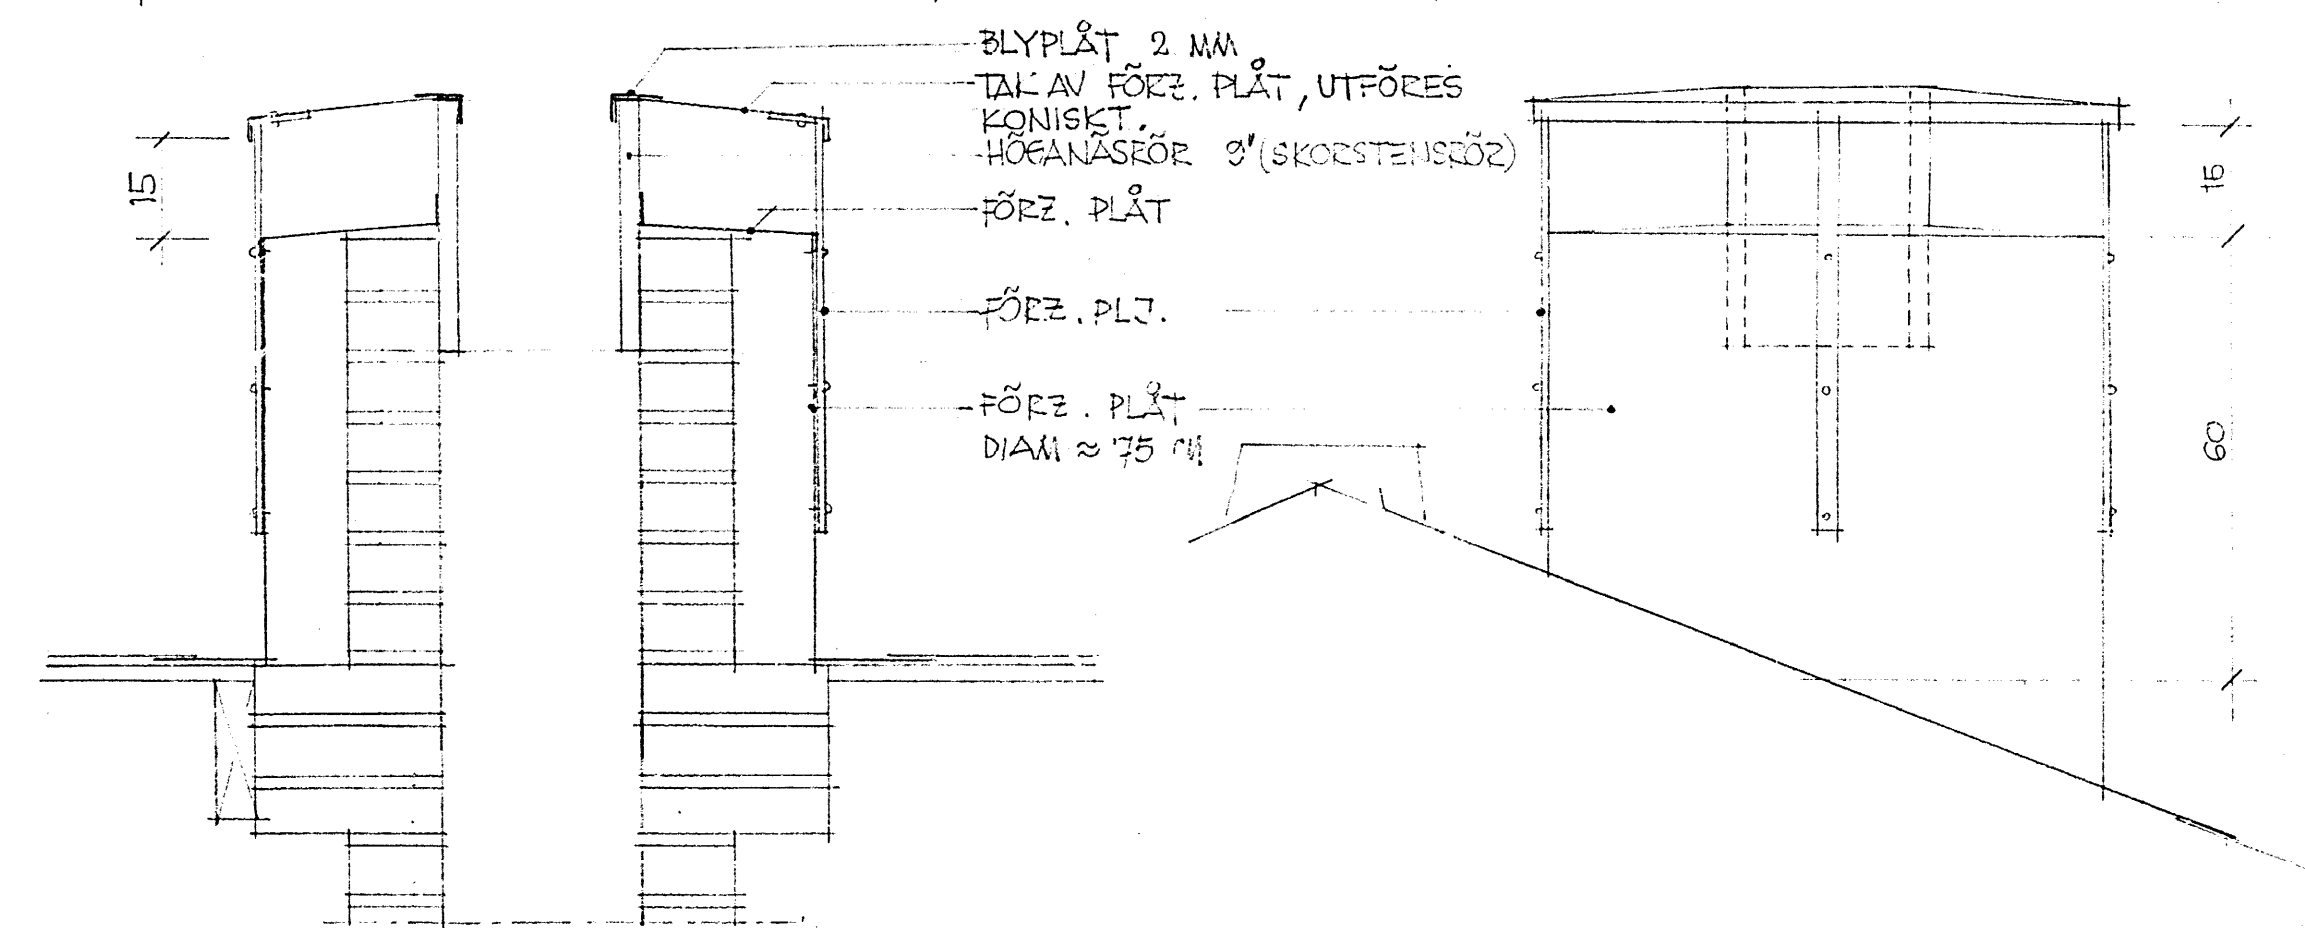 BLYPLÅT 2 MM
TAK AV FÖRZ. PLÅT, UTFÖRES
KONISKT.
HÖGANÄSRÖR 9"(SKORSTENSRÖR)
FÖRZ. PLÅT
FÖRZ. PLJ.
FÖRZ. PLÅT
DIAM ≈ 75 CM
15
15
60